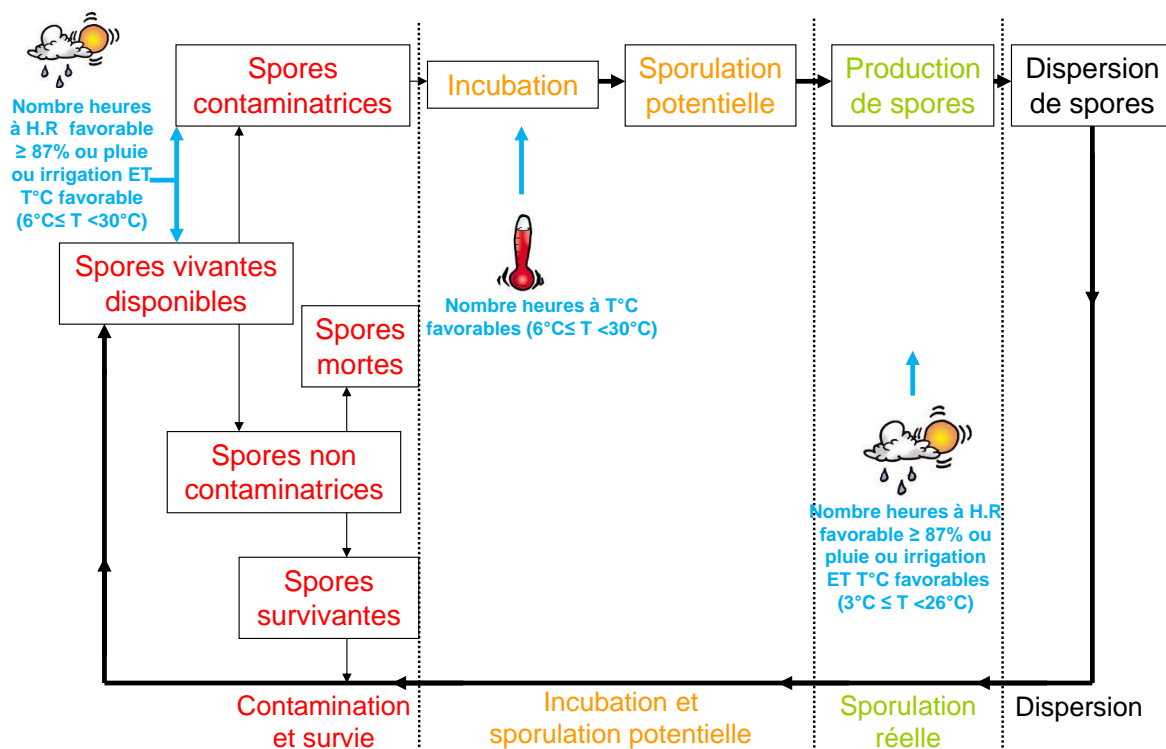 Spores
contaminatrices
Incubation
Sporulation
potentielle
Production
de spores
Dispersion
de spores
Nombre heures
à H.R favorable
≥ 87% ou pluie
ou irrigation ET
T°C favorable
(6°C≤ T <30°C)
Spores vivantes
disponibles
Spores
mortes
Nombre heures à T°C
favorables (6°C≤ T <30°C)
Spores non
contaminatrices
Spores
survivantes
Nombre heures à H.R
favorable ≥ 87% ou
pluie ou irrigation
ET T°C favorables
(3°C ≤ T <26°C)
Contamination
et survie
Incubation et
sporulation potentielle
Sporulation
réelle
Dispersion